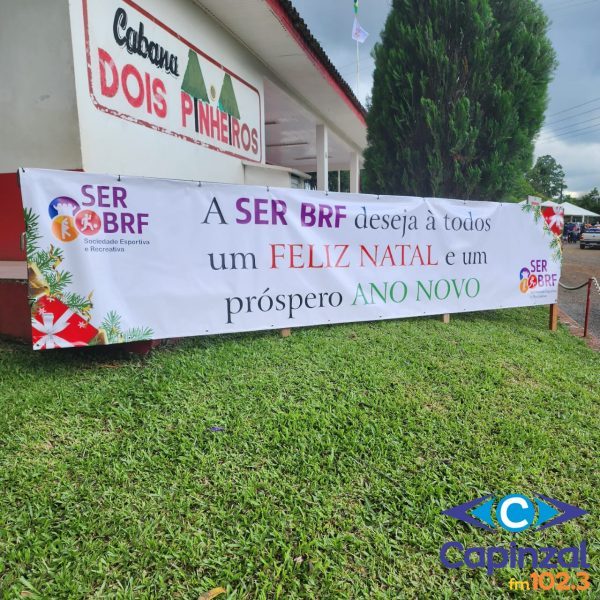 Cabana
DOIS PINHEIROS
SER
BRF
Sociedade Esportiva
e Recreativa
A SER BRF deseja à todos
um FELIZ NATAL e um
próspero ANO NOVO
SER
BRF
C
Capinzal
fm 102.3